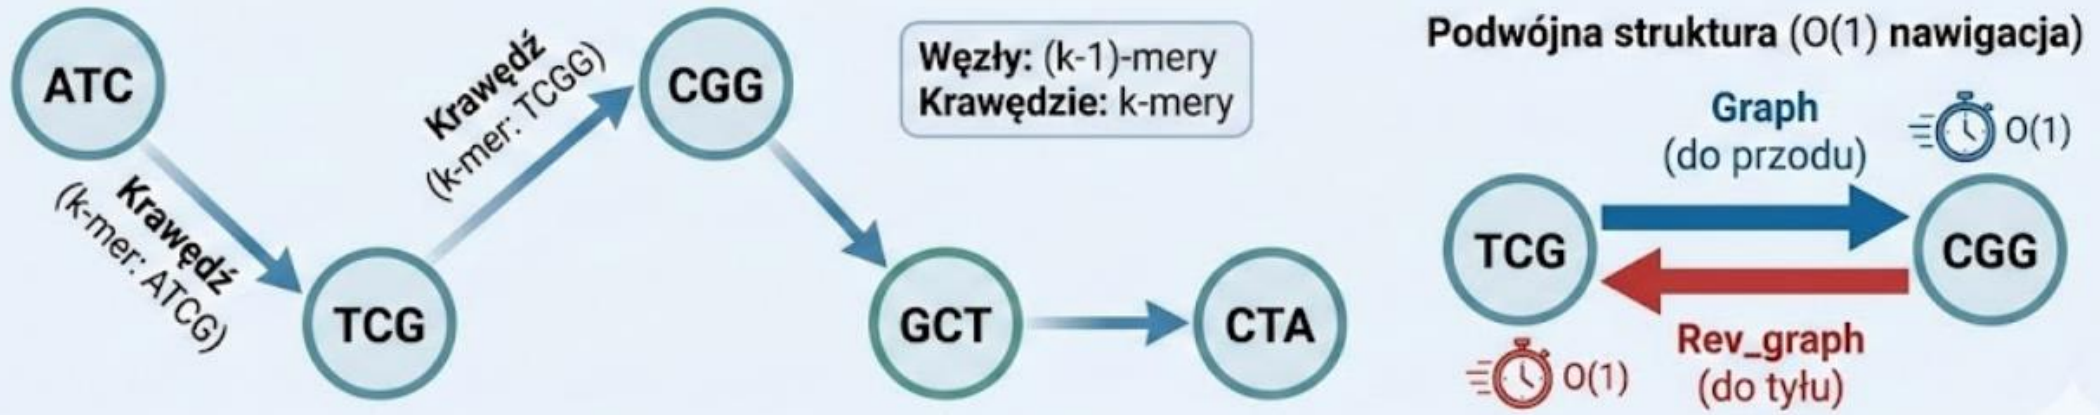 ATC
Krawędź
(k-mer: ATCG)
TCG
Krawędź
(k-mer: TCGG)
CGG
GCT
CTA
Węzły: (k-1)-mery
Krawędzie: k-mery
Podwójna struktura (O(1) nawigacja)
Graph
(do przodu)
O(1)
TCG
CGG
Rev_graph
(do tyłu)
O(1)